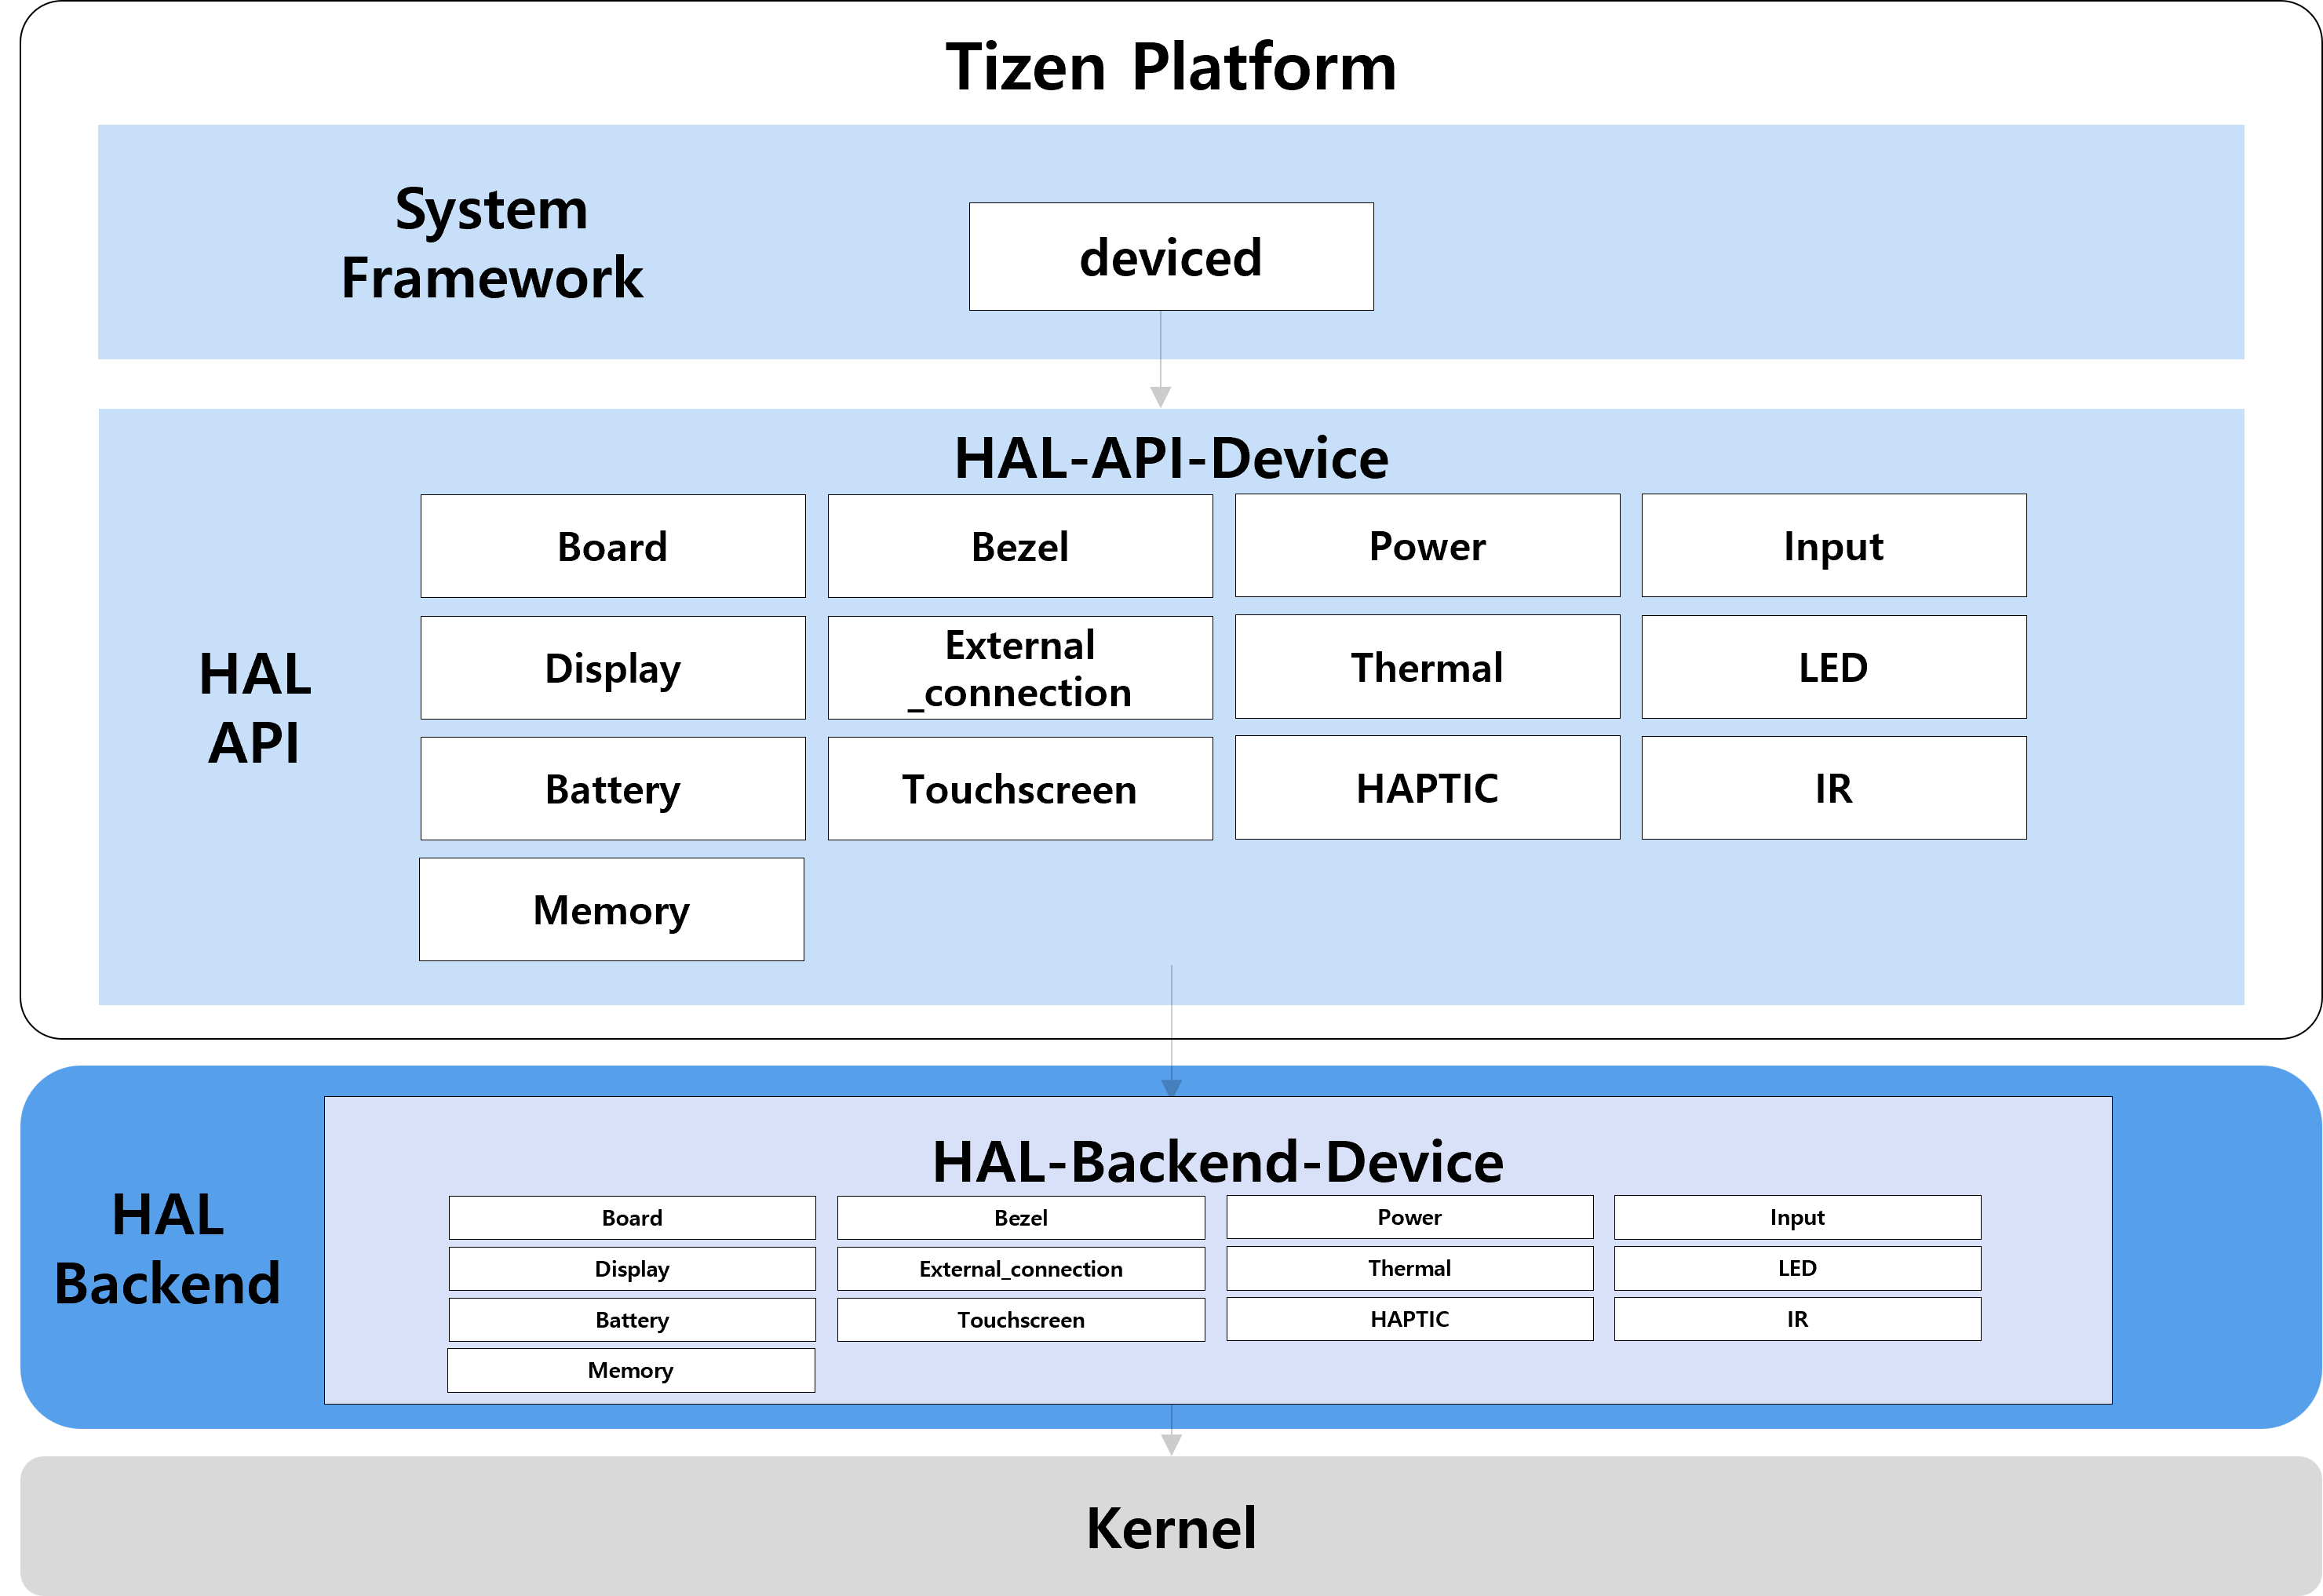 Tizen Platform
System
Framework
deviced
HAL-API-Device
HAL
API
Board
Bezel
Power
Input
Display
External
_connection
Thermal
LED
Battery
Touchscreen
HAPTIC
IR
Memory
HAL
Backend
HAL-Backend-Device
Board
Bezel
Power
Input
Display
External_connection
Thermal
LED
Battery
Touchscreen
HAPTIC
IR
Memory
Kernel